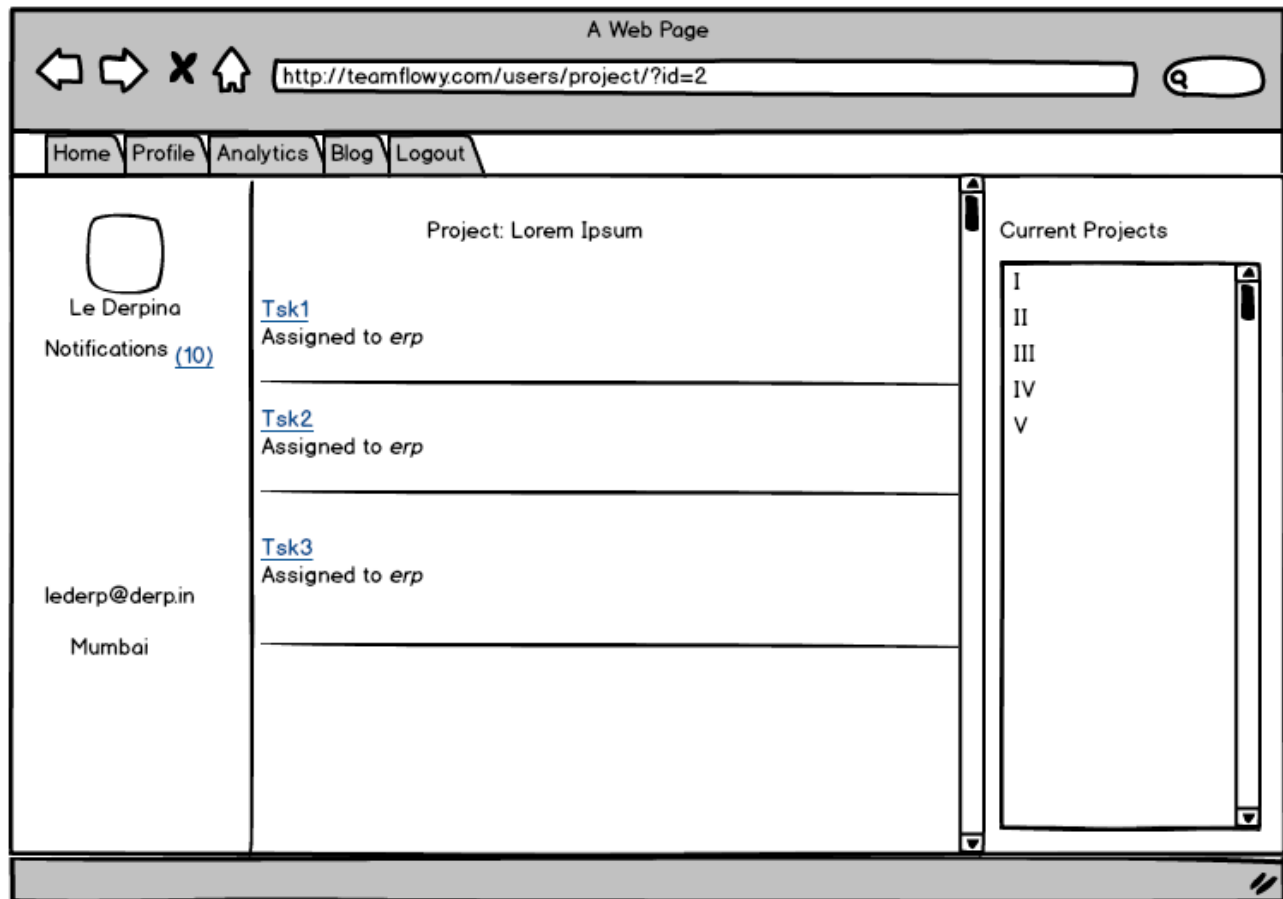 A Web Page
http://teamflowy.com/users/project/?id=2
Home Profile Analytics Blog Logout
Le Derpina
Notifications (10)
lederp@derp.in
Mumbai
Project: Lorem Ipsum
Tsk1
Assigned to erp
Tsk2
Assigned to erp
Tsk3
Assigned to erp
Current Projects
I
II
III
IV
V